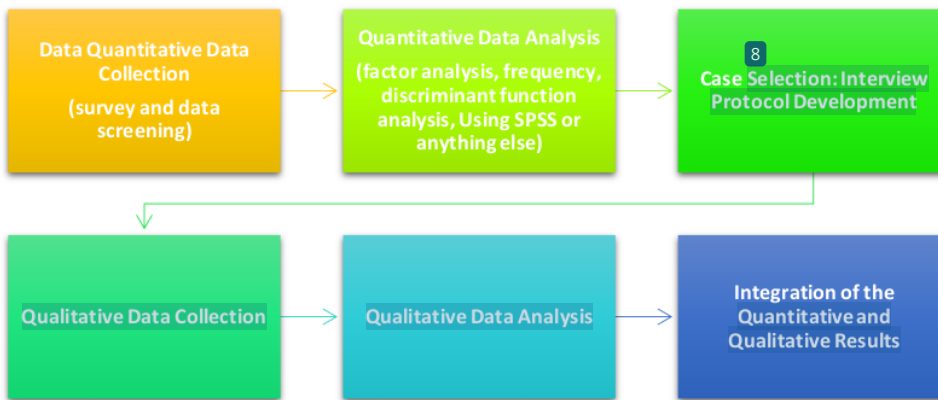 Data Quantitative Data
Collection
(survey and data
screening)
Quantitative Data Analysis
(factor analysis, frequency,
discriminant function
analysis, Using SPSS or
anything else)
8
Case Selection: Interview
Protocol Development
Qualitative Data Collection
Qualitative Data Analysis
Integration of the
Quantitative and
Qualitative Results